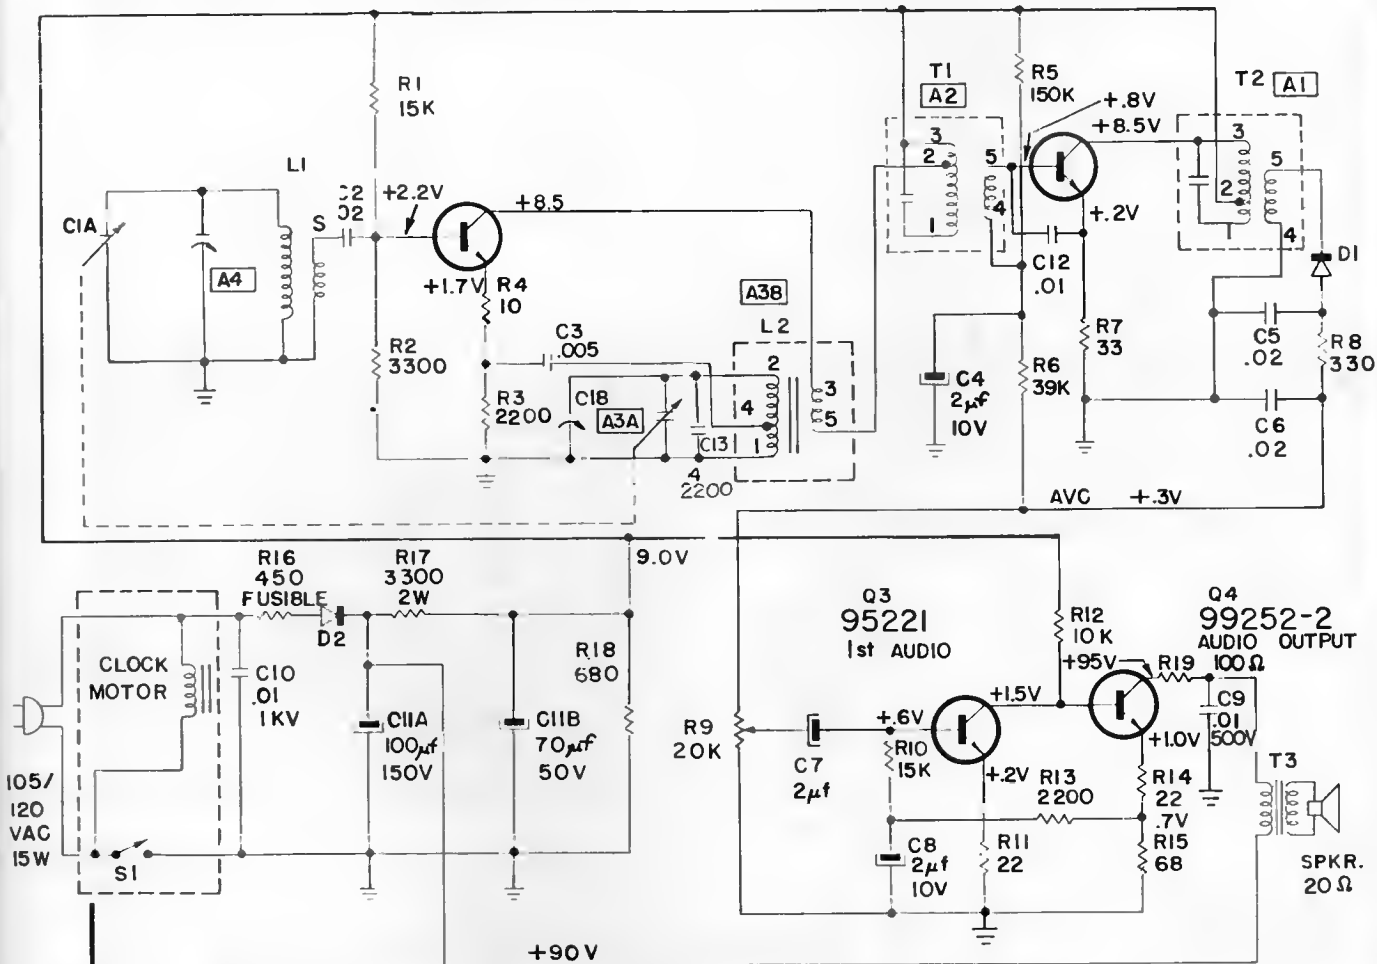 R1
15K
L1
C2
.02
S
+2.2V
+8.5
C1A
A4
+1.7V
R4
10
R2
3300
R3
2200
C3
.005
C18
A3A
C13
4
2200
A38
L2
2
4
1
3
5
T1
A2
3
2
1
5
4
R5
150K
+.8V
+8.5V
+.2V
C12
.01
T2
A1
3
2
1
5
4
D1
R7
33
R6
39K
C4
2μf
10V
C5
.02
C6
.02
R8
330
AVC +.3V
9.0V
R16
450
FUSIBLE
D2
R17
3300
2W
R18
680
CLOCK
MOTOR
C10
.01
1KV
C11A
100μf
150V
C11B
70μf
50V
105/
120
VAC
15W
S1
+90V
Q3
95221
1st AUDIO
R12
10K
Q4
99252-2
AUDIO OUTPUT
+95V
R19
100Ω
C9
.01
500V
R9
20K
C7
2μf
+.6V
+1.5V
R10
15K
+.2V
+1.0V
R13
2200
R14
22
.7V
R15
68
C8
2μf
10V
R11
22
T3
SPKR.
20Ω